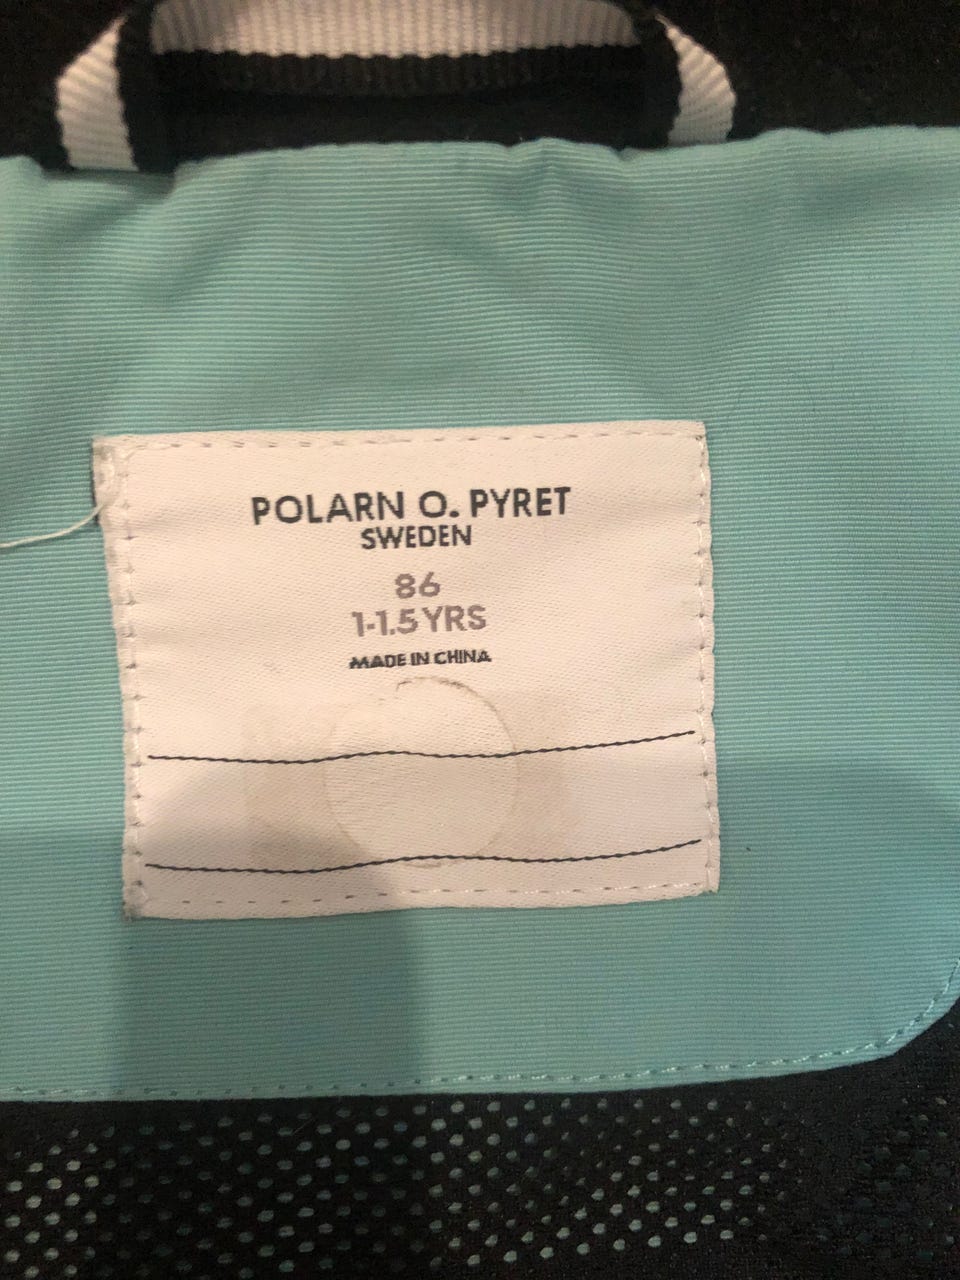 POLARN O. PYRET
SWEDEN
86
1-1.5 YRS
MADE IN CHINA